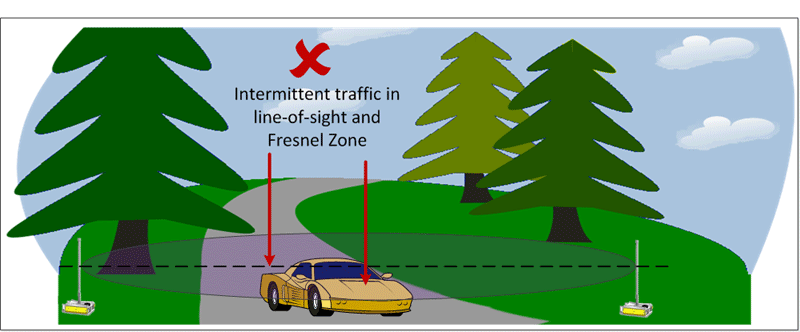 Intermittent traffic in
line-of-sight and
Fresnel Zone